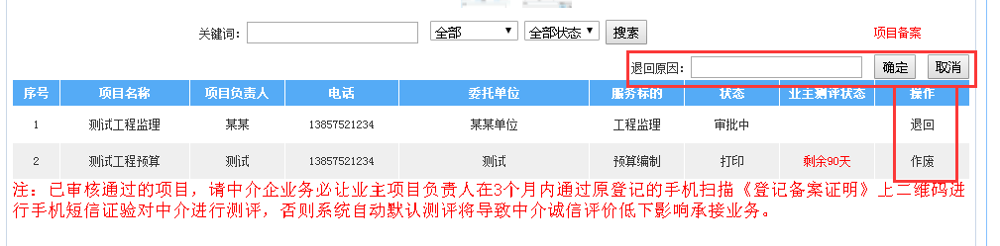 关键词： 全部 全部状态 搜索 项目备案
退回原因： 确定 取消
序号 项目名称 项目负责人 电话 委托单位 服务标的 状态 业主测评状态 操作
1 测试工程监理 某某 13857521234 某某单位 工程监理 审批中 退回
2 测试工程预算 测试 13857521234 测试 预算编制 打印 剩余90天 作废
注：已审核通过的项目，请中介企业务必让业主项目负责人在3个月内通过原登记的手机扫描《登记备案证明》上二维码进
行手机短信证验对中介进行测评，否则系统自动默认测评将导致中介诚信评价低下影响承接业务。